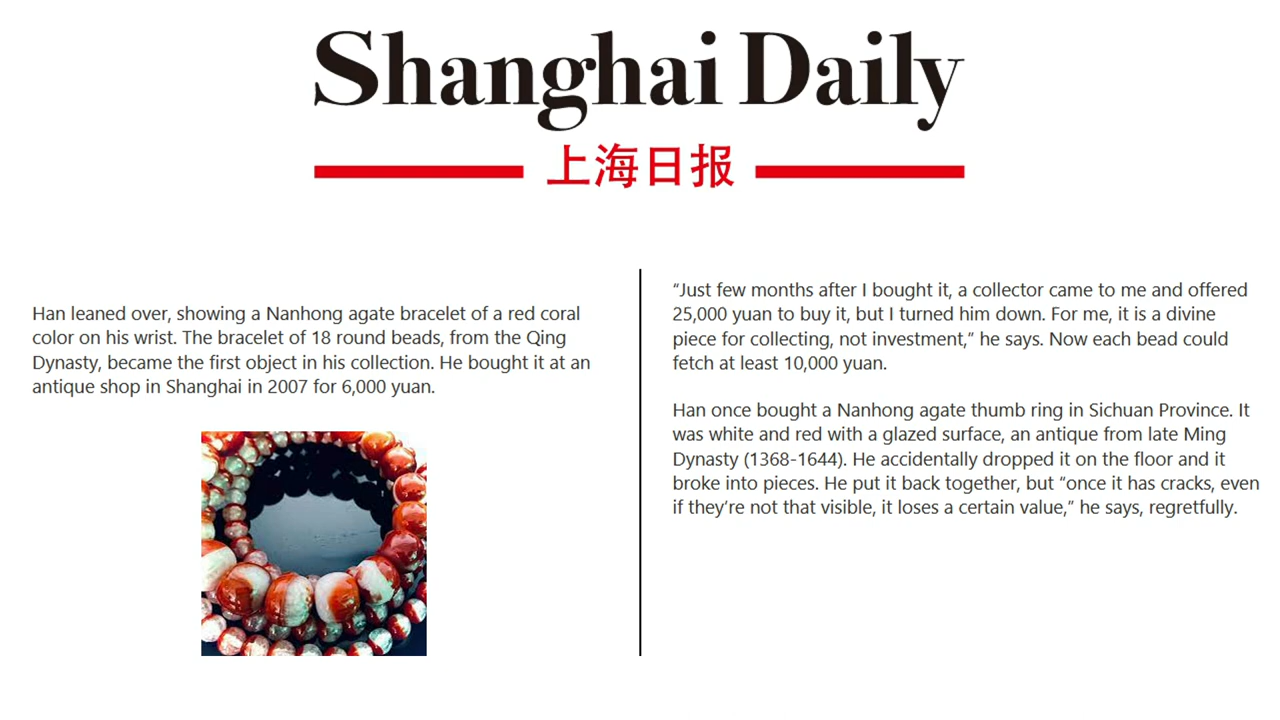 Shanghai Daily
上海日报
Han leaned over, showing a Nanhong agate bracelet of a red coral
color on his wrist. The bracelet of 18 round beads, from the Qing
Dynasty, became the first object in his collection. He bought it at an
antique shop in Shanghai in 2007 for 6,000 yuan.
“Just few months after I bought it, a collector came to me and offered
25,000 yuan to buy it, but I turned him down. For me, it is a divine
piece for collecting, not investment,” he says. Now each bead could
fetch at least 10,000 yuan.
Han once bought a Nanhong agate thumb ring in Sichuan Province. It
was white and red with a glazed surface, an antique from late Ming
Dynasty (1368-1644). He accidentally dropped it on the floor and it
broke into pieces. He put it back together, but “once it has cracks, even
if they’re not that visible, it loses a certain value,” he says, regretfully.